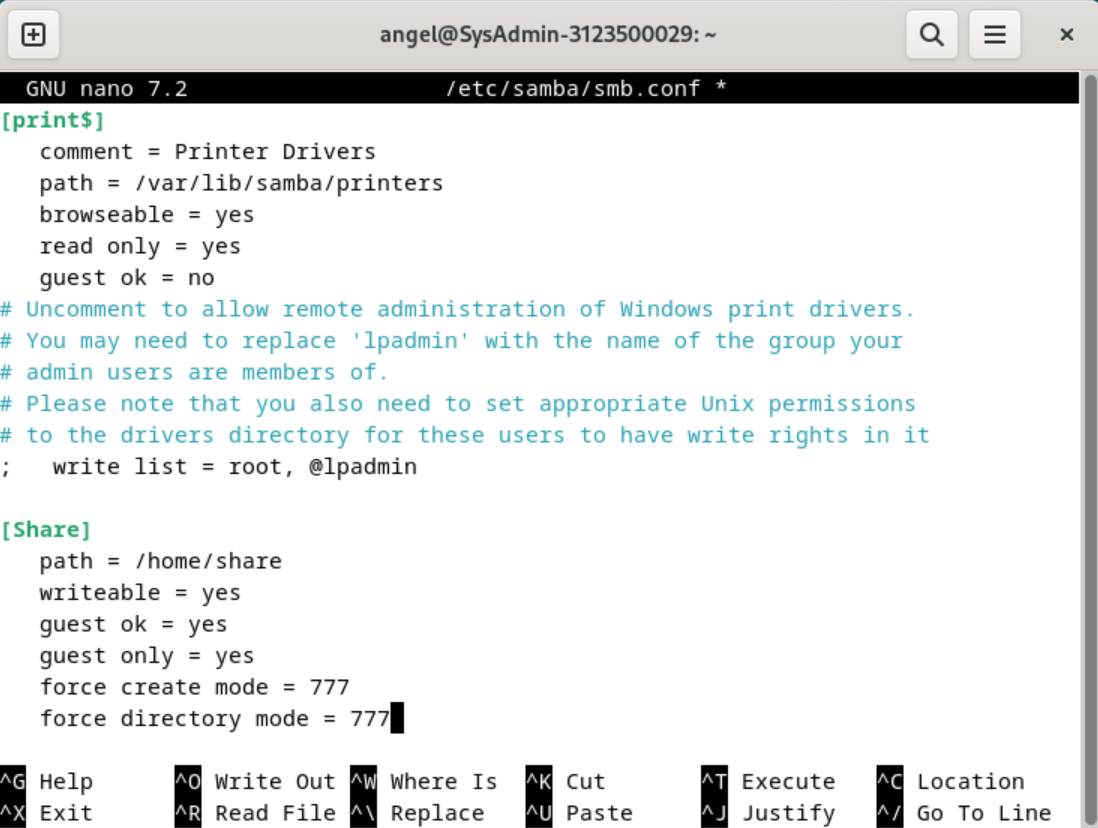 angel@SysAdmin-3123500029: ~
GNU nano 7.2 /etc/samba/smb.conf *
[print$]
comment = Printer Drivers
path = /var/lib/samba/printers
browseable = yes
read only = yes
guest ok = no
# Uncomment to allow remote administration of Windows print drivers.
# You may need to replace 'lpadmin' with the name of the group your
# admin users are members of.
# Please note that you also need to set appropriate Unix permissions
# to the drivers directory for these users to have write rights in it
;   write list = root, @lpadmin
[Share]
path = /home/share
writeable = yes
guest ok = yes
guest only = yes
force create mode = 777
force directory mode = 777
^G Help ^O Write Out ^W Where Is ^K Cut ^T Execute ^C Location
^X Exit ^R Read File ^\ Replace ^U Paste ^J Justify ^/ Go To Line